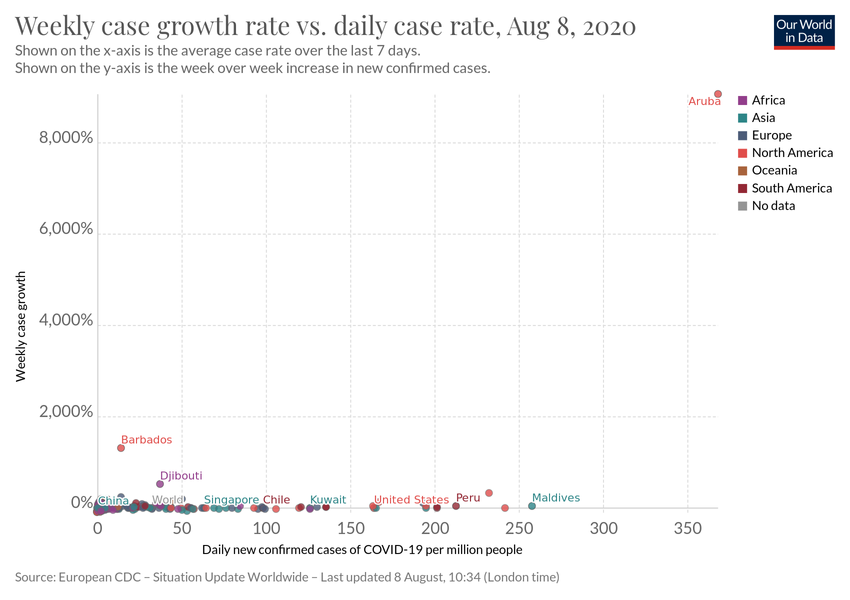 Weekly case growth rate vs. daily case rate, Aug 8, 2020
Shown on the x-axis is the average case rate over the last 7 days.
Shown on the y-axis is the week over week increase in new confirmed cases.
Our World
in Data
Aruba
Africa
Asia
Europe
North America
Oceania
South America
No data
8,000%
6,000%
4,000%
2,000%
0%
Weekly case growth
Barbados
Djibouti
China
World
Singapore
Chile
Kuwait
United States
Peru
Maldives
0
50
100
150
200
250
300
350
Daily new confirmed cases of COVID-19 per million people
Source: European CDC – Situation Update Worldwide – Last updated 8 August, 10:34 (London time)